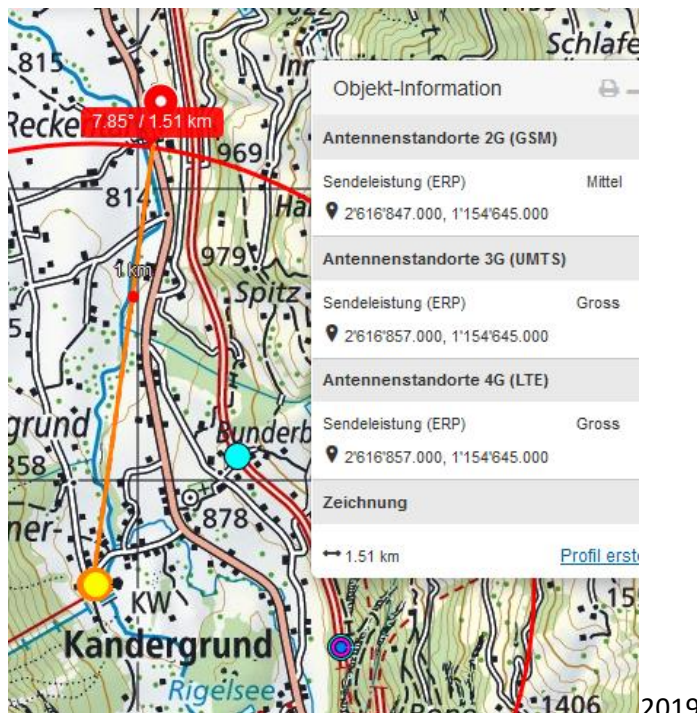 Schlafe
815
7.85° / 1.51 km
969
814
979
1 km
Spitz
grund
358
878
KW
Kandergrund
Rigelsee
1406
Objekt-Information
Antennenstandorte 2G (GSM)
Sendeleistung (ERP) Mittel
2'616'847.000, 1'154'645.000
Antennenstandorte 3G (UMTS)
Sendeleistung (ERP) Gross
2'616'857.000, 1'154'645.000
Antennenstandorte 4G (LTE)
Sendeleistung (ERP) Gross
2'616'857.000, 1'154'645.000
Zeichnung
1.51 km Profil erst
2019